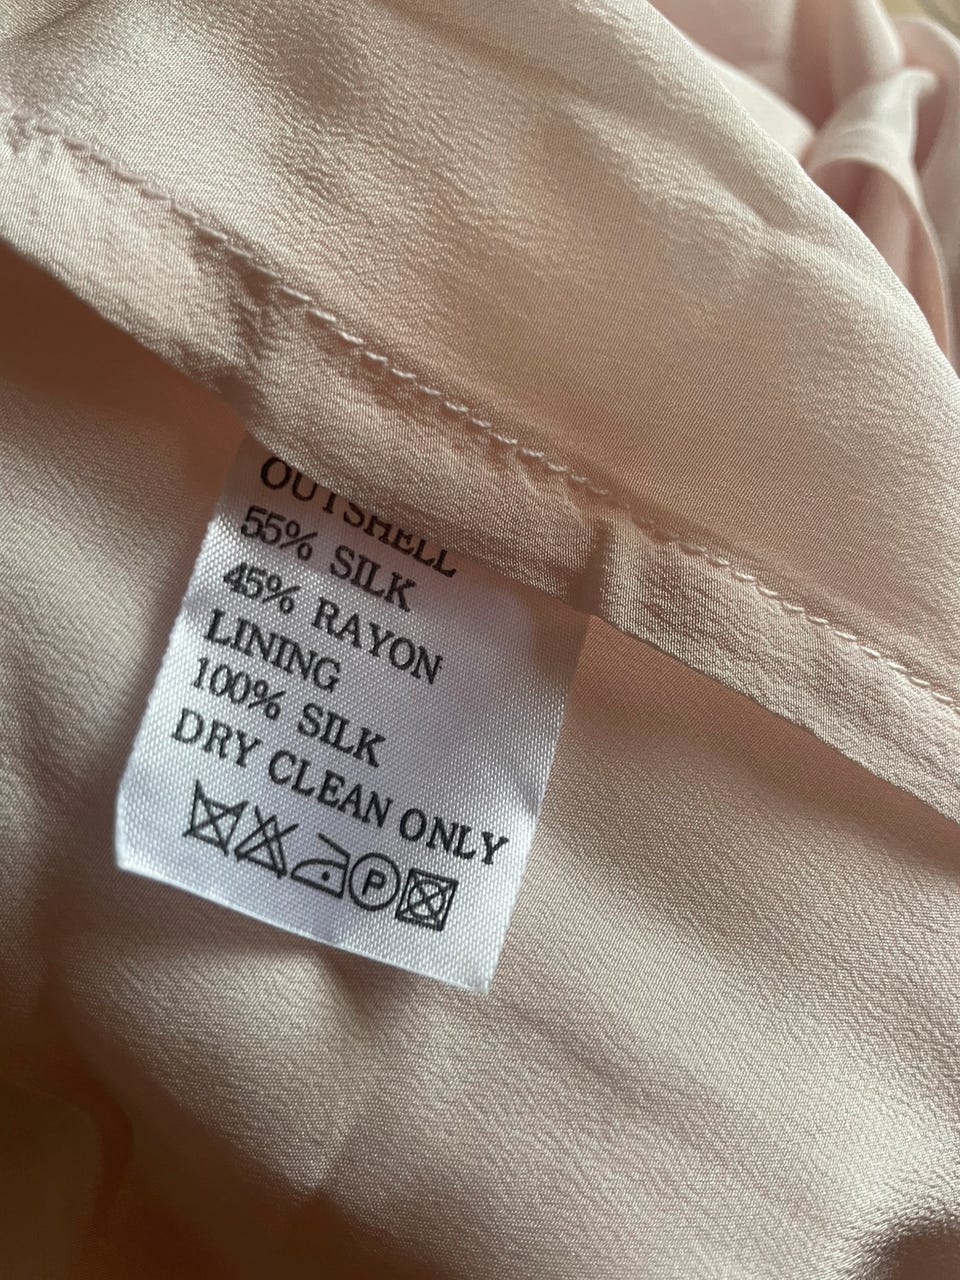 OUTSHELL
55% SILK
45% RAYON
LINING
100% SILK
DRY CLEAN ONLY
P